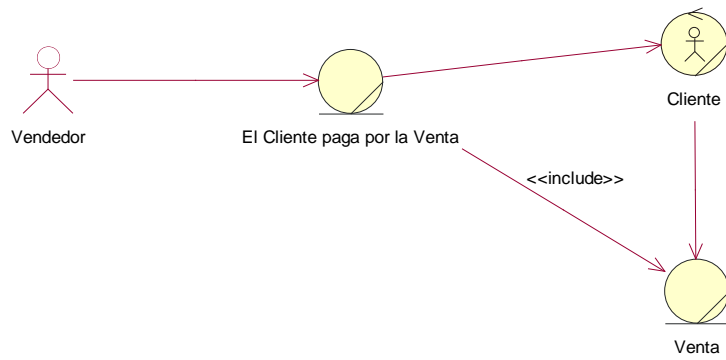 Cliente
Vendedor
El Cliente paga por la Venta
<<include>>
Venta